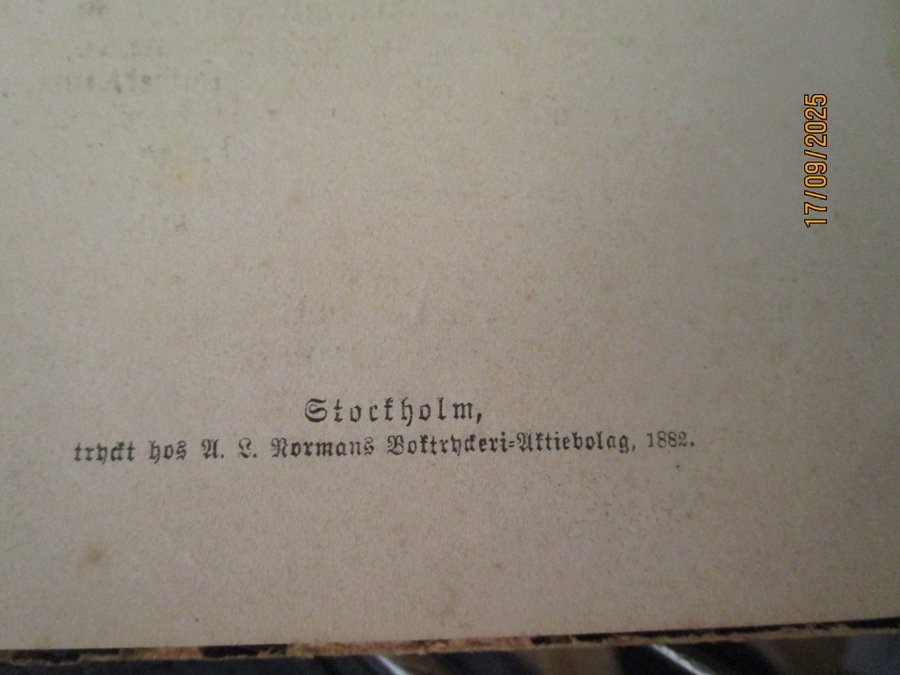 Stockholm,
tryckt hos A. L. Normans Boktryckeri-Aktiebolag, 1882.
17/09/2025